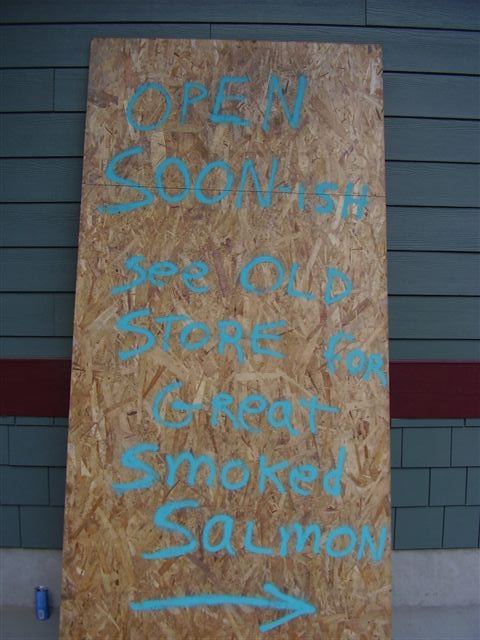 OPEN
SOON-ISH
see OLD
STORE for
Great
Smoked
Salmon